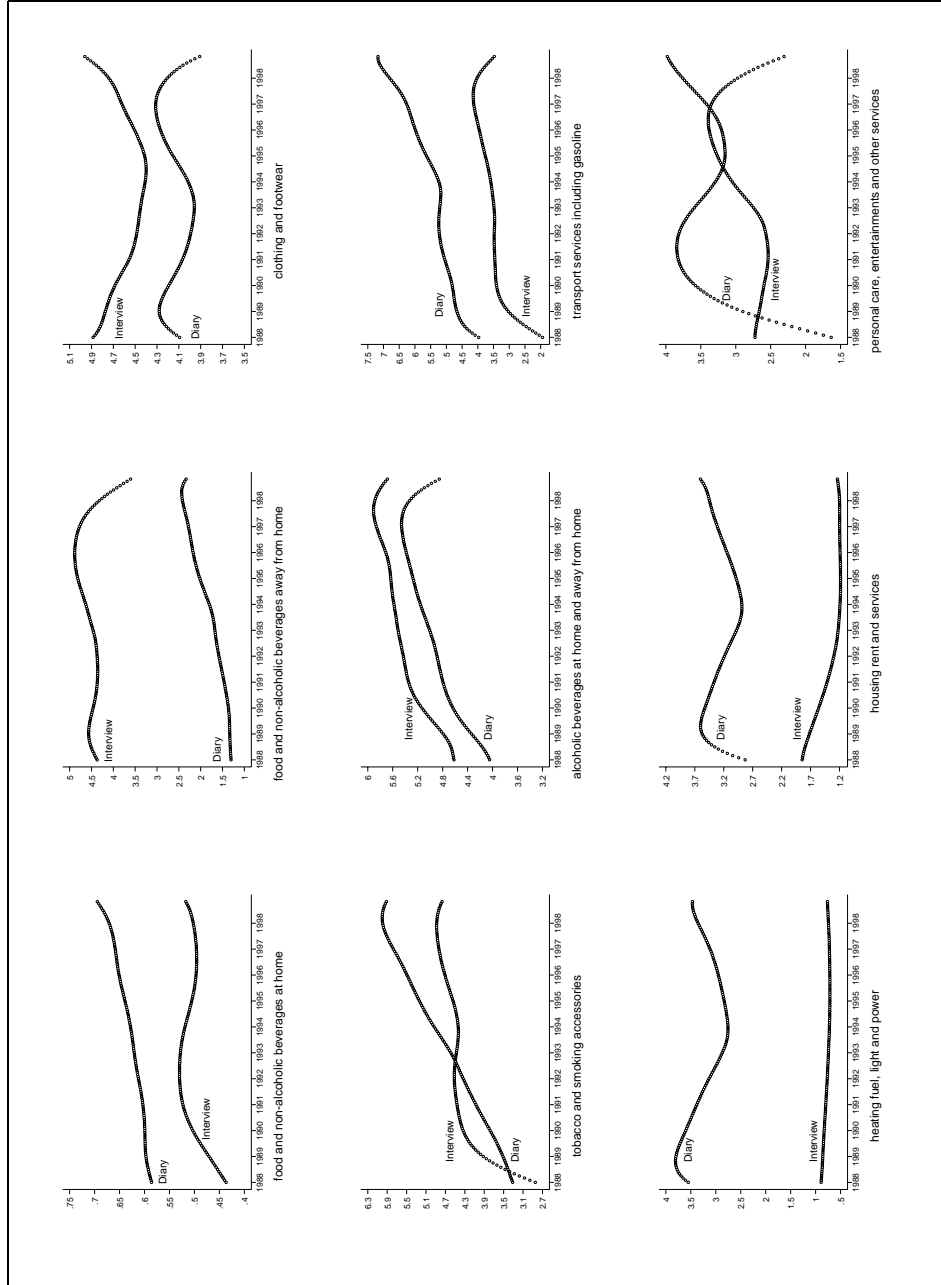 .75
.7
.65
.6
.55
.5
.45
.4
Diary
Interview
1988 1989 1990 1991 1992 1993 1994 1995 1996 1997 1998
food and non-alcoholic beverages at home
5
4.5
4
3.5
3
2.5
2
1.5
1
Interview
Diary
1988 1989 1990 1991 1992 1993 1994 1995 1996 1997 1998
food and non-alcoholic beverages away from home
5.1
4.9
4.7
4.5
4.3
4.1
3.9
3.7
3.5
Interview
Diary
1988 1989 1990 1991 1992 1993 1994 1995 1996 1997 1998
clothing and footwear
6.3
5.9
5.5
5.1
4.7
4.3
3.9
3.5
3.1
2.7
Interview
Diary
1988 1989 1990 1991 1992 1993 1994 1995 1996 1997 1998
tobacco and smoking accessories
6
5.6
5.2
4.8
4.4
4
3.6
3.2
Interview
Diary
1988 1989 1990 1991 1992 1993 1994 1995 1996 1997 1998
alcoholic beverages at home and away from home
7.5
7
6.5
6
5.5
5
4.5
4
3.5
3
2.5
2
Diary
Interview
1988 1989 1990 1991 1992 1993 1994 1995 1996 1997 1998
transport services including gasoline
4
3.5
3
2.5
2
1.5
1
.5
Diary
Interview
1988 1989 1990 1991 1992 1993 1994 1995 1996 1997 1998
heating fuel, light and power
4.2
3.7
3.2
2.7
2.2
1.7
1.2
Diary
Interview
1988 1989 1990 1991 1992 1993 1994 1995 1996 1997 1998
housing rent and services
4
3.5
3
2.5
2
1.5
Diary
Interview
1988 1989 1990 1991 1992 1993 1994 1995 1996 1997 1998
personal care, entertainments and other services